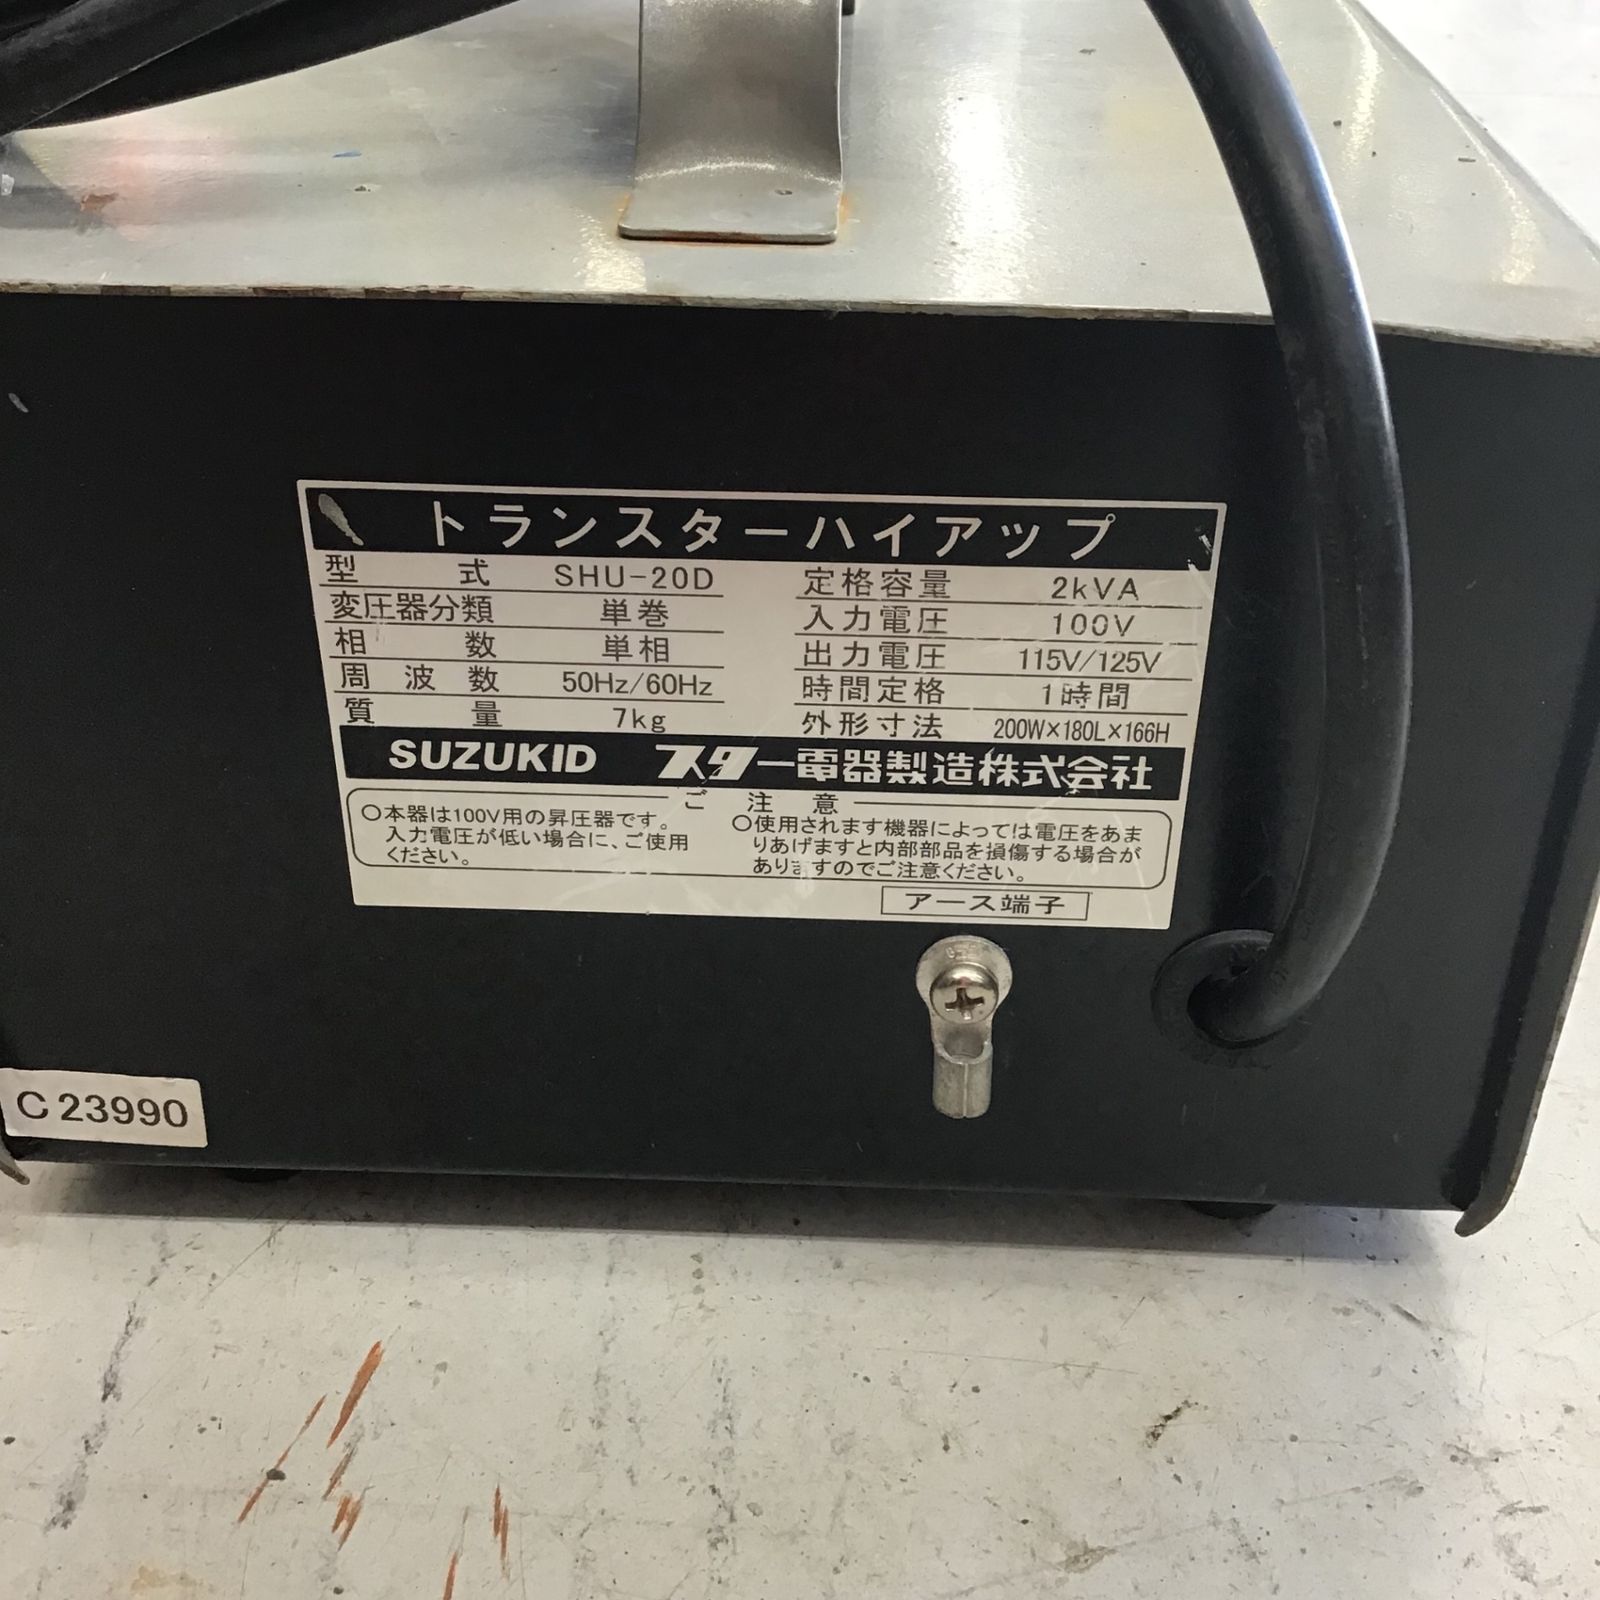 トランスターハイアップ
型式 SHU-20D
変圧器分類 単巻
相数 単相
周波数 50Hz/60Hz
質量 7kg
定格容量 2kVA
入力電圧 100V
出力電圧 115V/125V
時間定格 1時間
外形寸法 200W×180L×166H
SUZUKID スター電器製造株式会社
ご注意
○本器は100V用の昇圧器です。
入力電圧が低い場合に、ご使用
ください。
○使用されます機器によっては電圧をあま
りあげますと内部部品を損傷する場合が
ありますのでご注意ください。
アース端子
C 23990